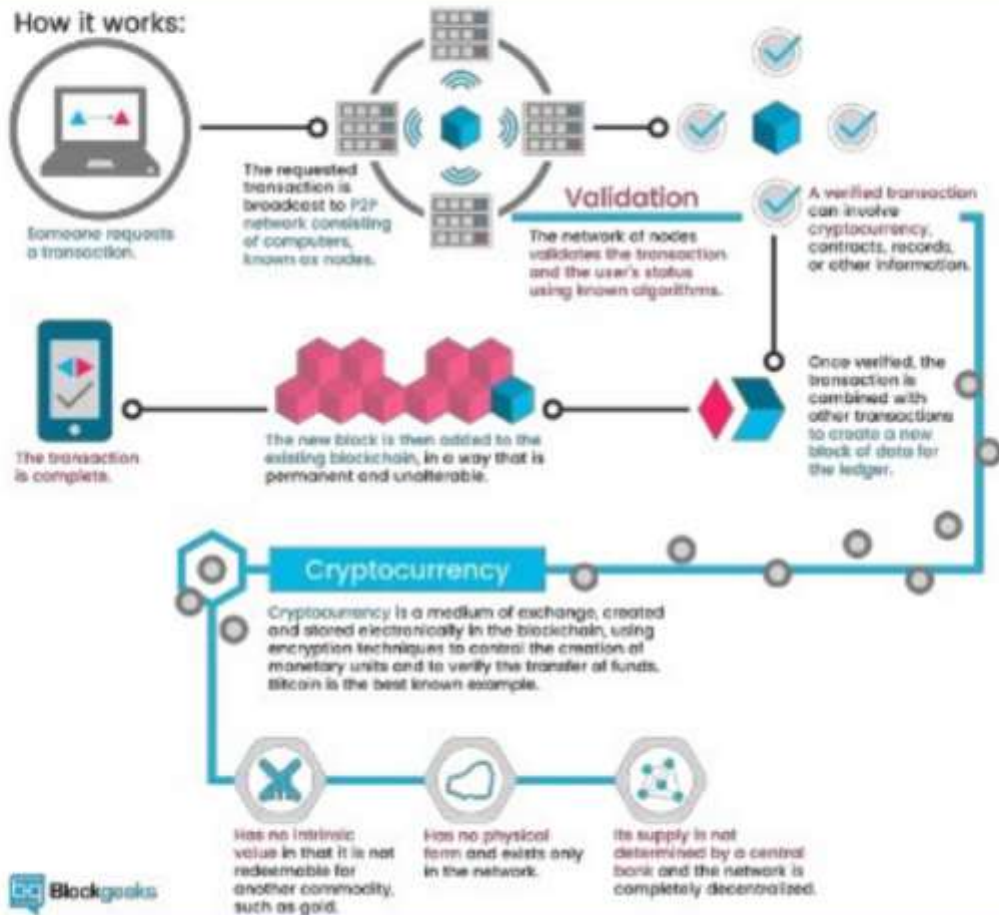 How it works:
Someone requests
a transaction.
The requested
transaction is
broadcast to P2P
network consisting
of computers,
known as nodes.
Validation
The network of nodes
validates the transaction
and the user's status
using known algorithms.
A verified transaction
can involve
cryptocurrency,
contracts, records,
or other information.
Once verified, the
transaction is
combined with
other transactions
to create a new
block of data for
the ledger.
The new block is then added to the
existing blockchain, in a way that is
permanent and unalterable.
The transaction
is complete.
Cryptocurrency
Cryptocurrency is a medium of exchange, created
and stored electronically in the blockchain, using
encryption techniques to control the creation of
monetary units and to verify the transfer of funds.
Bitcoin is the best known example.
Has no intrinsic
value in that it is not
redeemable for
another commodity,
such as gold.
Has no physical
form and exists only
in the network.
Its supply is not
determined by a central
bank and the network is
completely decentralized.
bg Blockgeeks